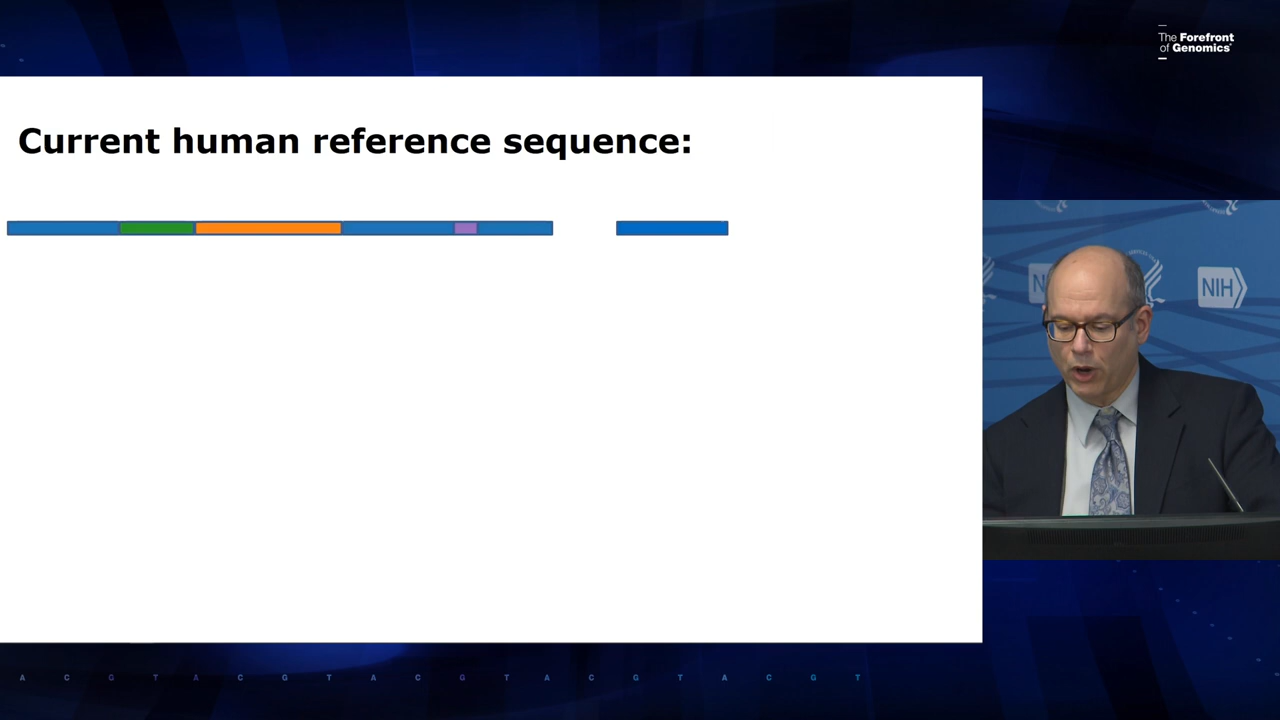 The Forefront
of Genomics®
Current human reference sequence:
NIH
A C G T A C G T A C G T A C G T A C G T